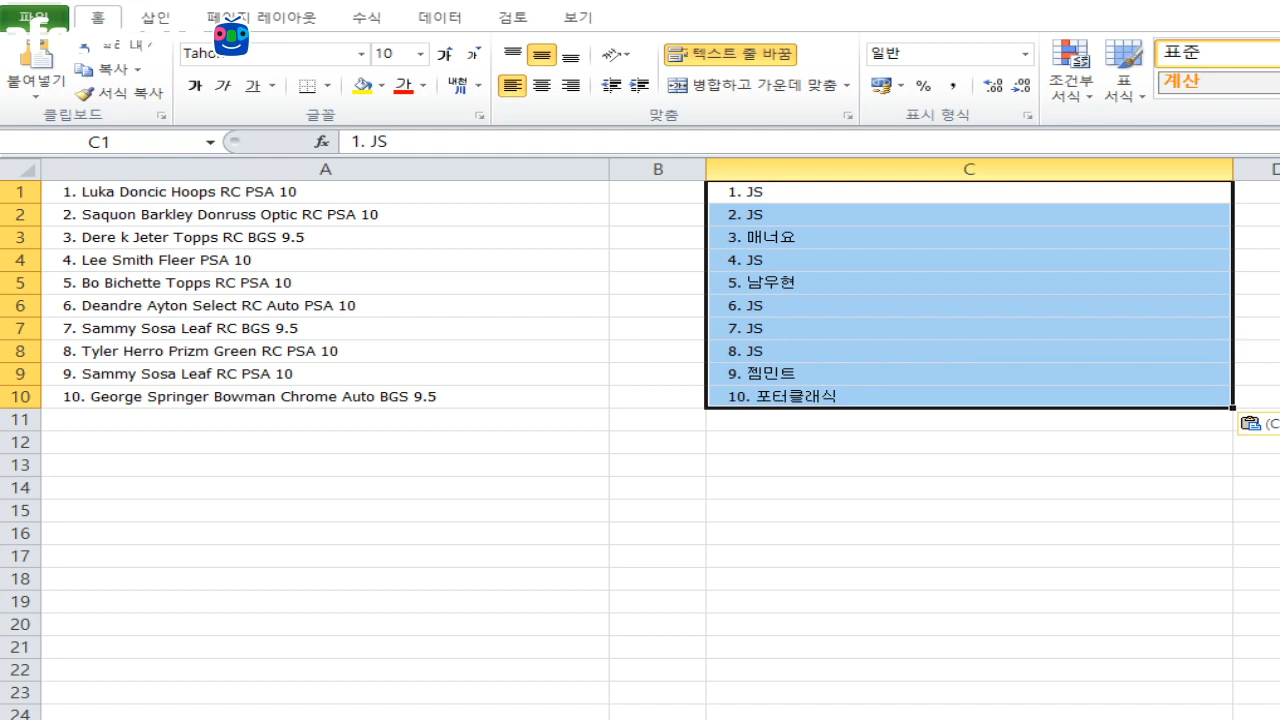 파일 홈 삽입 페이지 레이아웃 수식 데이터 검토 보기
붙여넣기
복사
서식 복사
클립보드
10 가 가
가 가 가 가 내천
글꼴
텍스트 줄 바꿈
병합하고 가운데 맞춤
맞춤
일반
% ,
표시 형식
조건부 서식
표 서식
표준
계산
C1 fx 1. JS
A B C D
1 1. Luka Doncic Hoops RC PSA 10 1. JS
2 2. Saquon Barkley Donruss Optic RC PSA 10 2. JS
3 3. Dere k Jeter Topps RC BGS 9.5 3. 매너요
4 4. Lee Smith Fleer PSA 10 4. JS
5 5. Bo Bichette Topps RC PSA 10 5. 남우현
6 6. Deandre Ayton Select RC Auto PSA 10 6. JS
7 7. Sammy Sosa Leaf RC BGS 9.5 7. JS
8 8. Tyler Herro Prizm Green RC PSA 10 8. JS
9 9. Sammy Sosa Leaf RC PSA 10 9. 젬민트
10 10. George Springer Bowman Chrome Auto BGS 9.5 10. 포터클래식
11
12
13
14
15
16
17
18
19
20
21
22
23
24